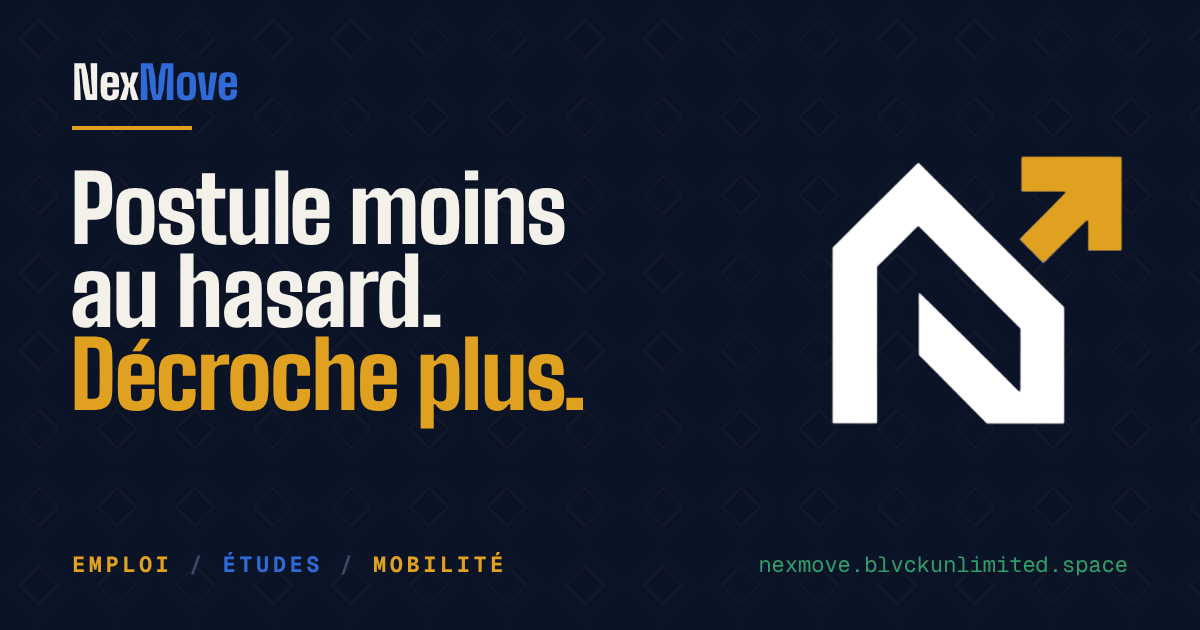 NexMove
Postule moins
au hasard.
Décroche plus.
EMPLOI / ÉTUDES / MOBILITÉ
nexmove.blvckunlimited.space